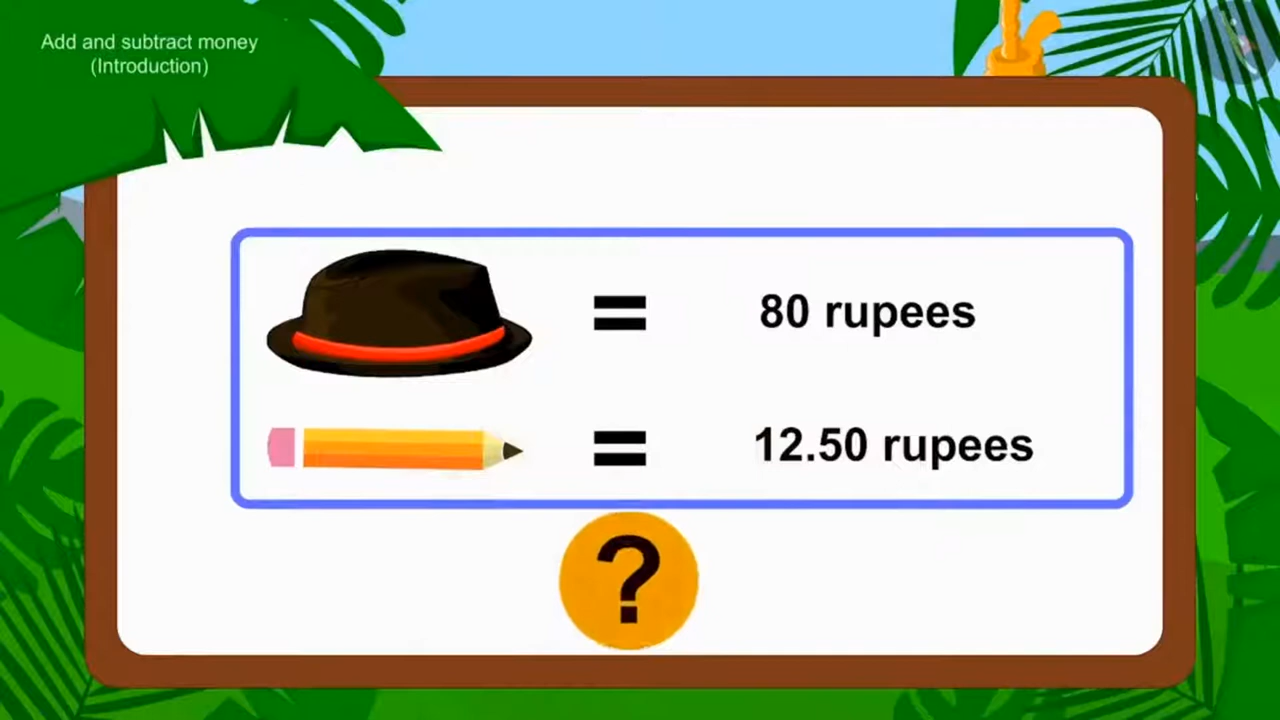 Add and subtract money
(Introduction)
= 80 rupees
= 12.50 rupees
?